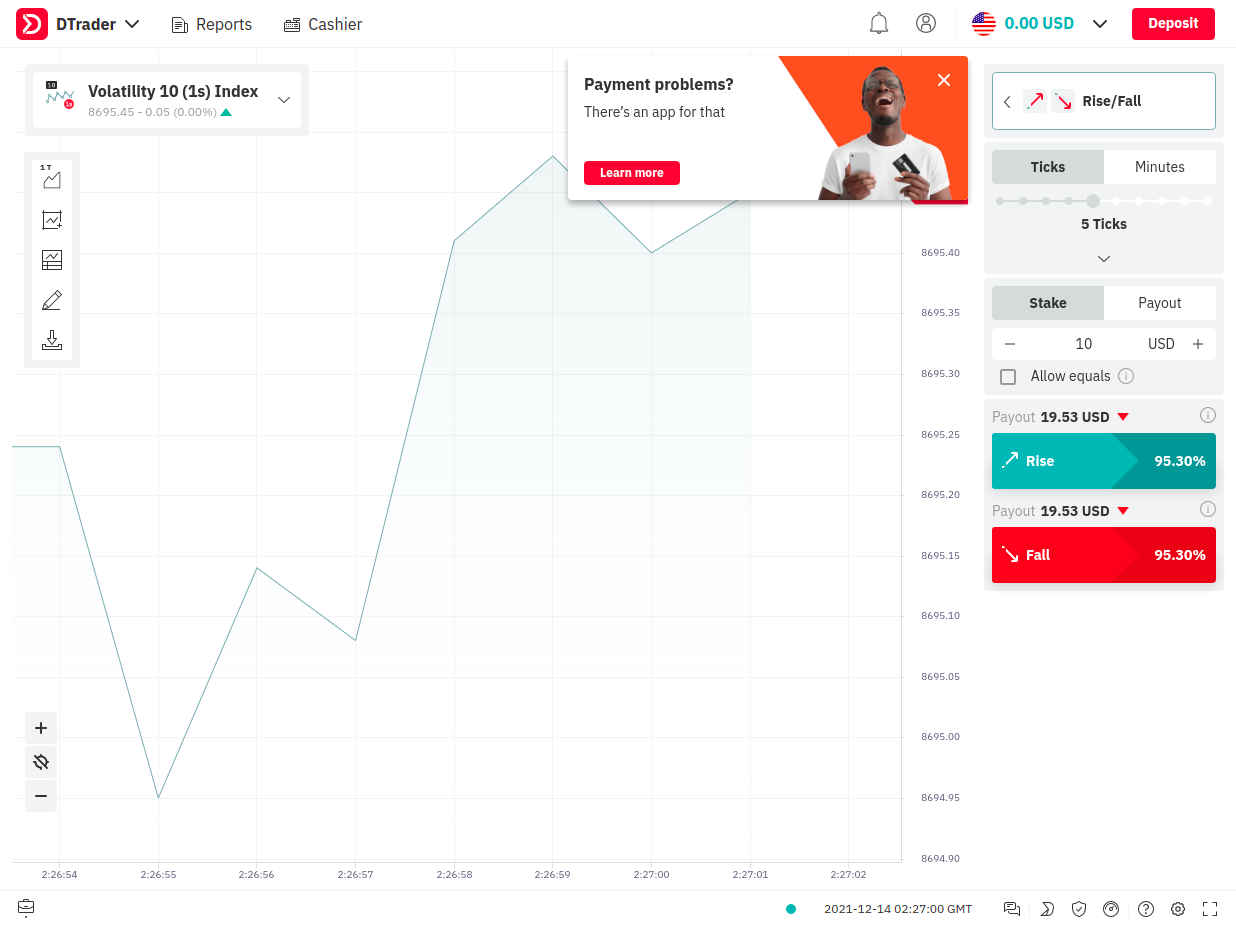 DTrader
Reports
Cashier
0.00 USD
Deposit
10
1s
Volatility 10 (1s) Index
8695.45 - 0.05 (0.00%)
Payment problems?
There's an app for that
Learn more
1T
Rise/Fall
Ticks
Minutes
5 Ticks
Stake
Payout
10
USD
Allow equals
Payout 19.53 USD
Rise
95.30%
Payout 19.53 USD
Fall
95.30%
8695.40
8695.35
8695.30
8695.25
8695.20
8695.15
8695.10
8695.05
8695.00
8694.95
8694.90
2:26:54
2:26:55
2:26:56
2:26:57
2:26:58
2:26:59
2:27:00
2:27:01
2:27:02
2021-12-14 02:27:00 GMT